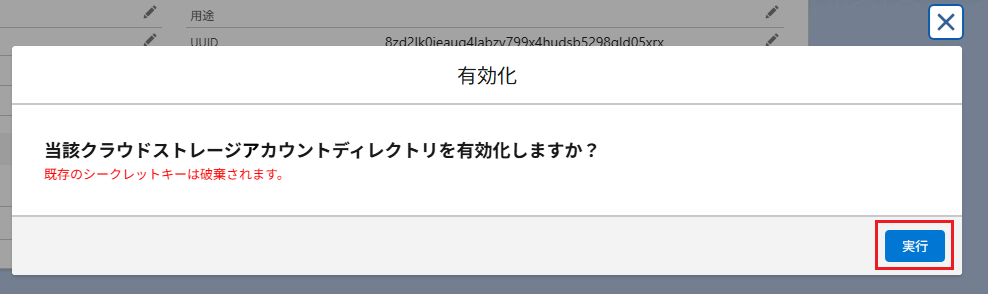 用途
UUID
有効化
当該クラウドストレージアカウントディレクトリを有効化しますか？
既存のシークレットキーは破棄されます。
実行